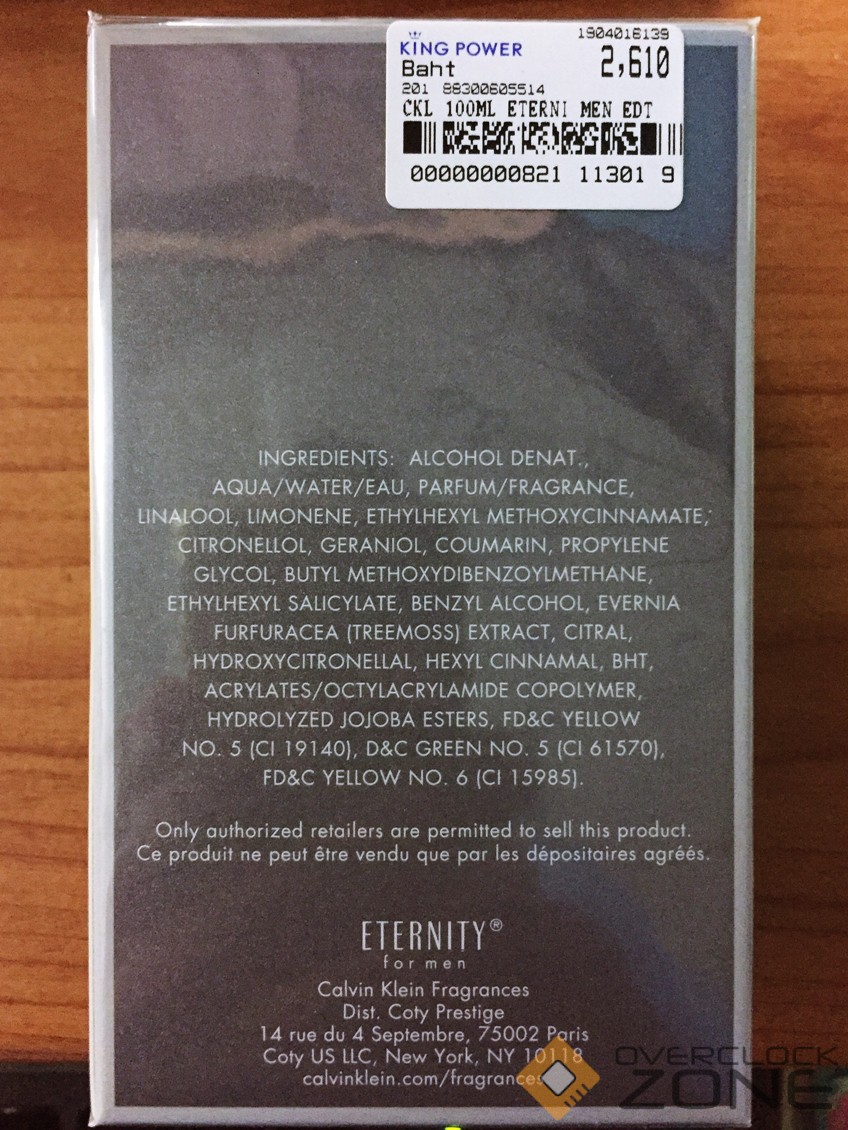 1904016139
KING POWER
Baht 2,610
201 88300605514
CKL 100ML ETERNI MEN EDT
00000000821 11301 9
INGREDIENTS: ALCOHOL DENAT.,
AQUA/WATER/EAU, PARFUM/FRAGRANCE,
LINALOOL, LIMONENE, ETHYLHEXYL METHOXYCINNAMATE,
CITRONELLOL, GERANIOL, COUMARIN, PROPYLENE
GLYCOL, BUTYL METHOXYDIBENZOYLMETHANE,
ETHYLHEXYL SALICYLATE, BENZYL ALCOHOL, EVERNIA
FURFURACEA (TREEMOSS) EXTRACT, CITRAL,
HYDROXYCITRONELLAL, HEXYL CINNAMAL, BHT,
ACRYLATES/OCTYLACRYLAMIDE COPOLYMER,
HYDROLYZED JOJOBA ESTERS, FD&C YELLOW
NO. 5 (CI 19140), D&C GREEN NO. 5 (CI 61570),
FD&C YELLOW NO. 6 (CI 15985).
Only authorized retailers are permitted to sell this product.
Ce produit ne peut être vendu que par les dépositaires agréés.
ETERNITY®
for men
Calvin Klein Fragrances
Dist. Coty Prestige
14 rue du 4 Septembre, 75002 Paris
Coty US LLC, New York, NY 10118
calvinklein.com/fragrances
OVERCLOCK
ZONE